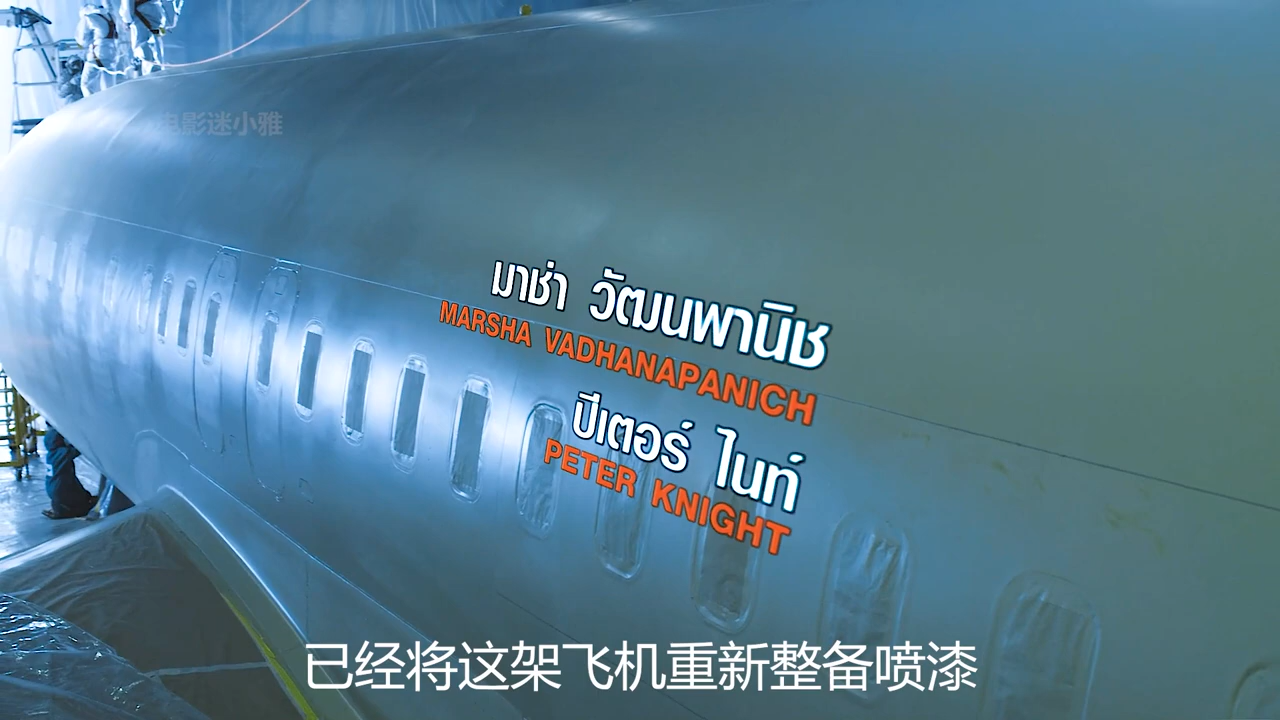 电影迷小雅
มาช่า วัฒนพานิช
MARSHA VADHANAPANICH
ปีเตอร์ ไนท์
PETER KNIGHT
已经将这架飞机重新整备喷漆